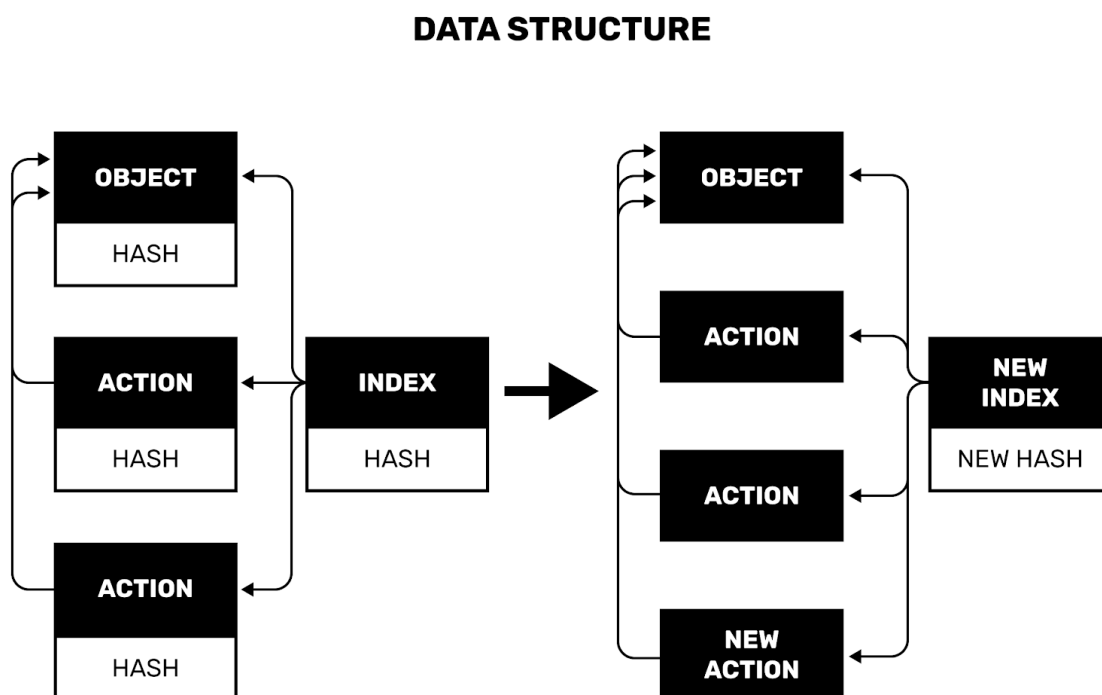 DATA STRUCTURE
OBJECT
HASH
ACTION
HASH
ACTION
HASH
INDEX
HASH
OBJECT
ACTION
ACTION
NEW
ACTION
NEW
INDEX
NEW HASH